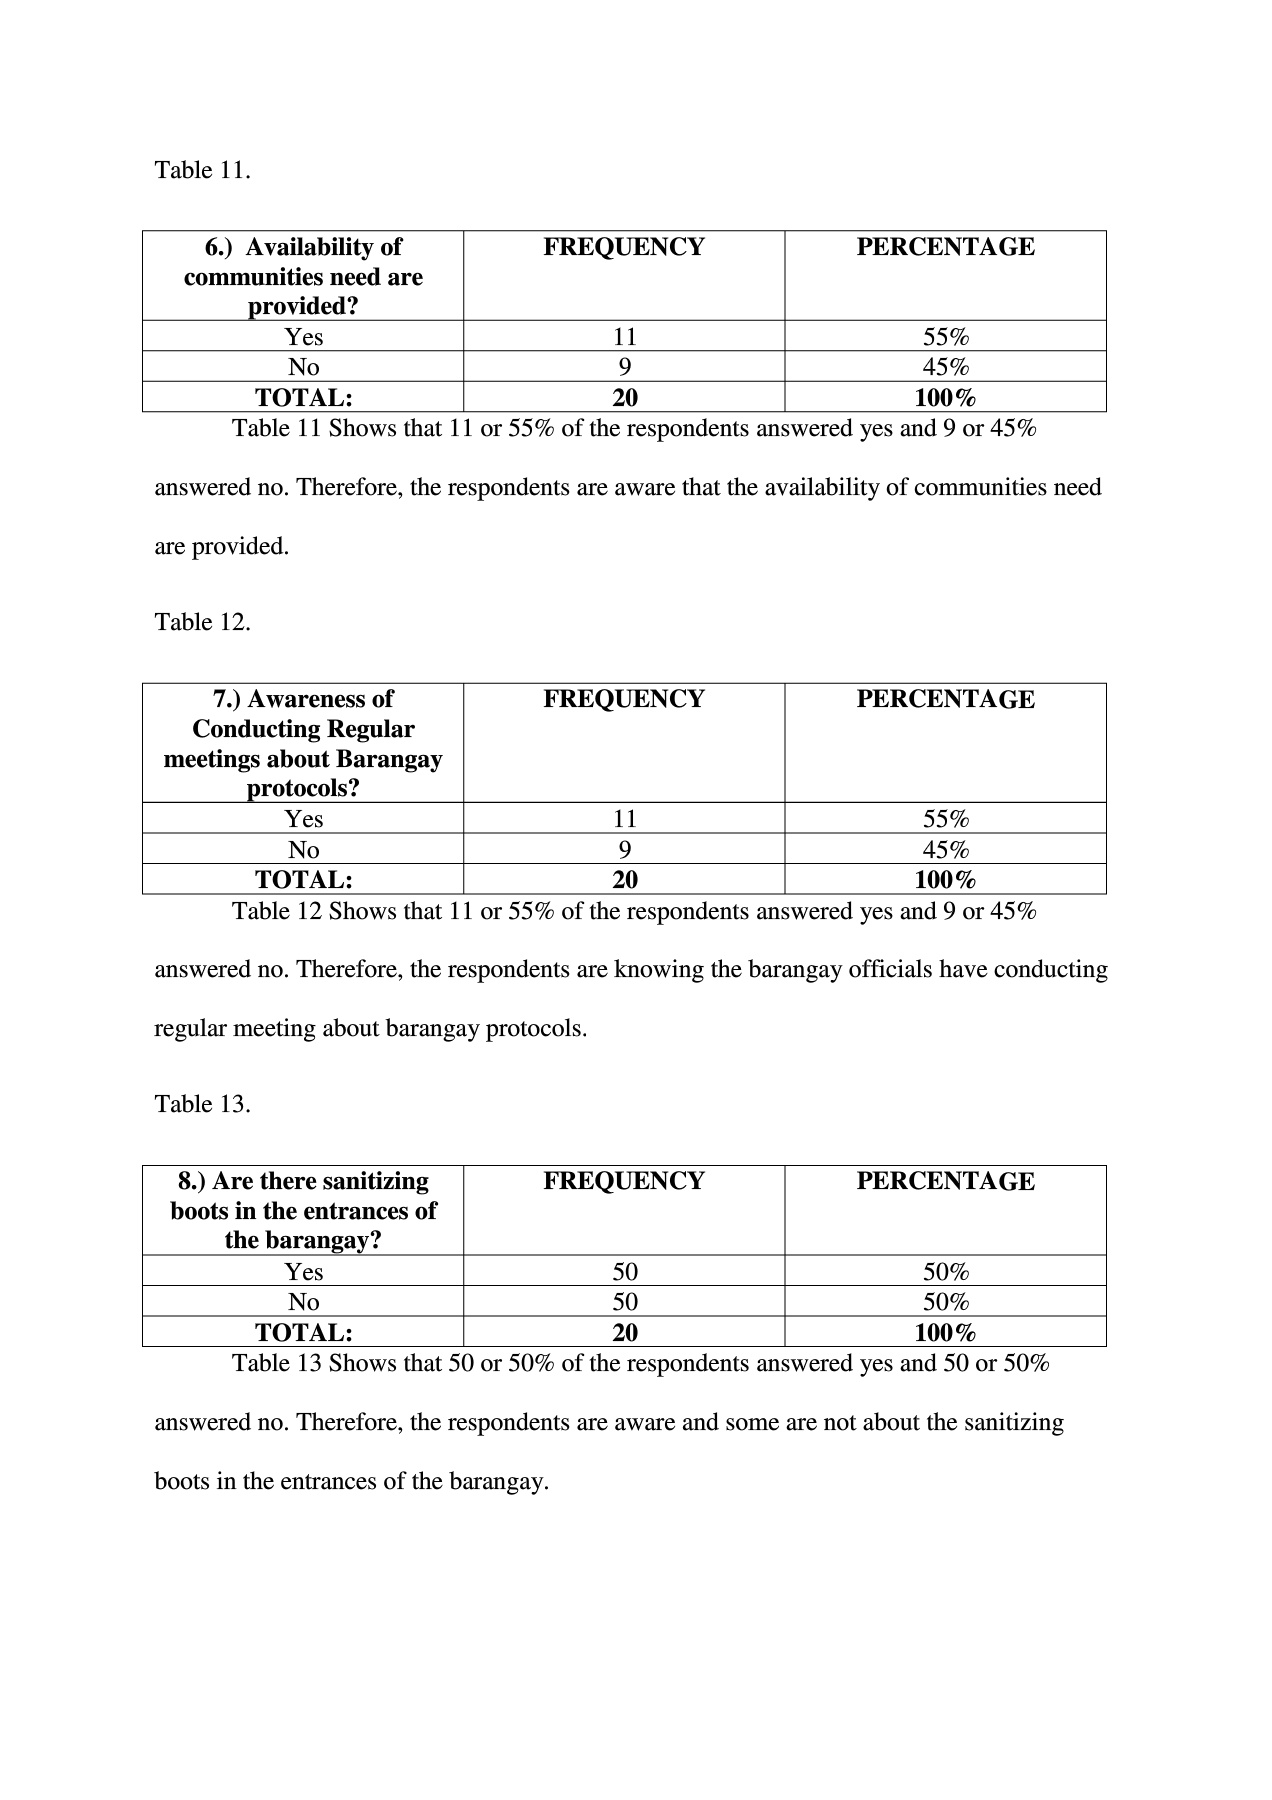 Table 11.
6.)  Availability of
communities need are
provided?
FREQUENCY
PERCENTAGE
Yes 11 55%
No 9 45%
TOTAL: 20 100%
Table 11 Shows that 11 or 55% of the respondents answered yes and 9 or 45%
answered no. Therefore, the respondents are aware that the availability of communities need
are provided.
Table 12.
7.) Awareness of
Conducting Regular
meetings about Barangay
protocols?
FREQUENCY
PERCENTAGE
Yes 11 55%
No 9 45%
TOTAL: 20 100%
Table 12 Shows that 11 or 55% of the respondents answered yes and 9 or 45%
answered no. Therefore, the respondents are knowing the barangay officials have conducting
regular meeting about barangay protocols.
Table 13.
8.) Are there sanitizing
boots in the entrances of
the barangay?
FREQUENCY
PERCENTAGE
Yes 50 50%
No 50 50%
TOTAL: 20 100%
Table 13 Shows that 50 or 50% of the respondents answered yes and 50 or 50%
answered no. Therefore, the respondents are aware and some are not about the sanitizing
boots in the entrances of the barangay.